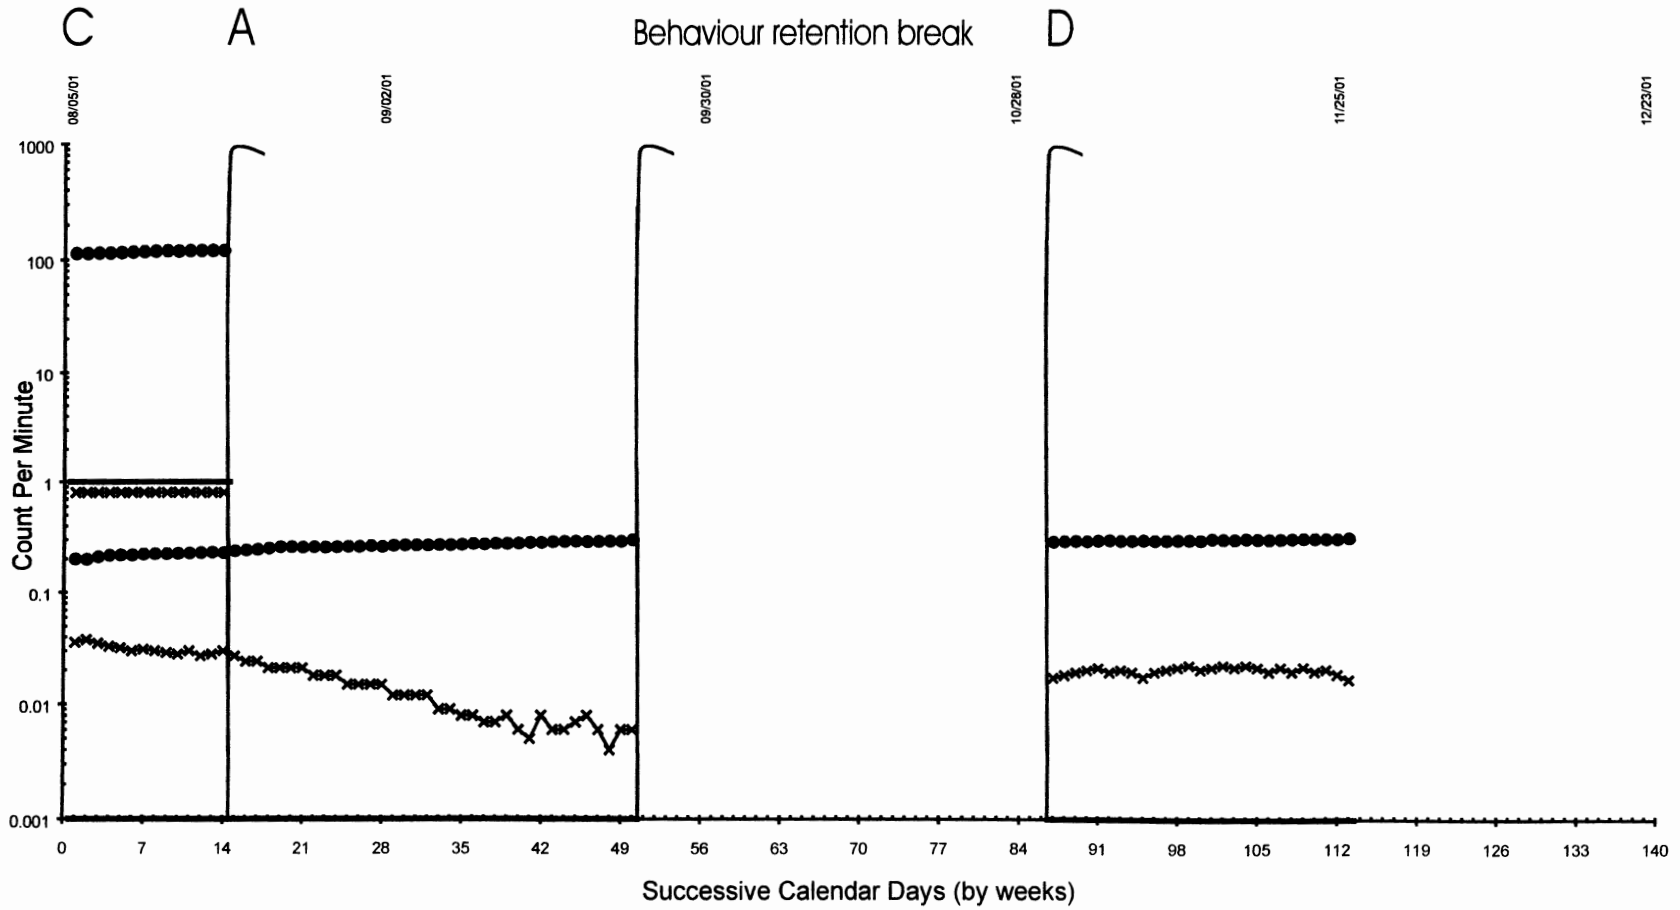 C A Behaviour retention break D
08/05/01 09/02/01 09/30/01 10/28/01 11/25/01 12/23/01
1000
100
10
1
0.1
0.01
0.001
Count Per Minute
0 7 14 21 28 35 42 49 56 63 70 77 84 91 98 105 112 119 126 133 140
Successive Calendar Days (by weeks)